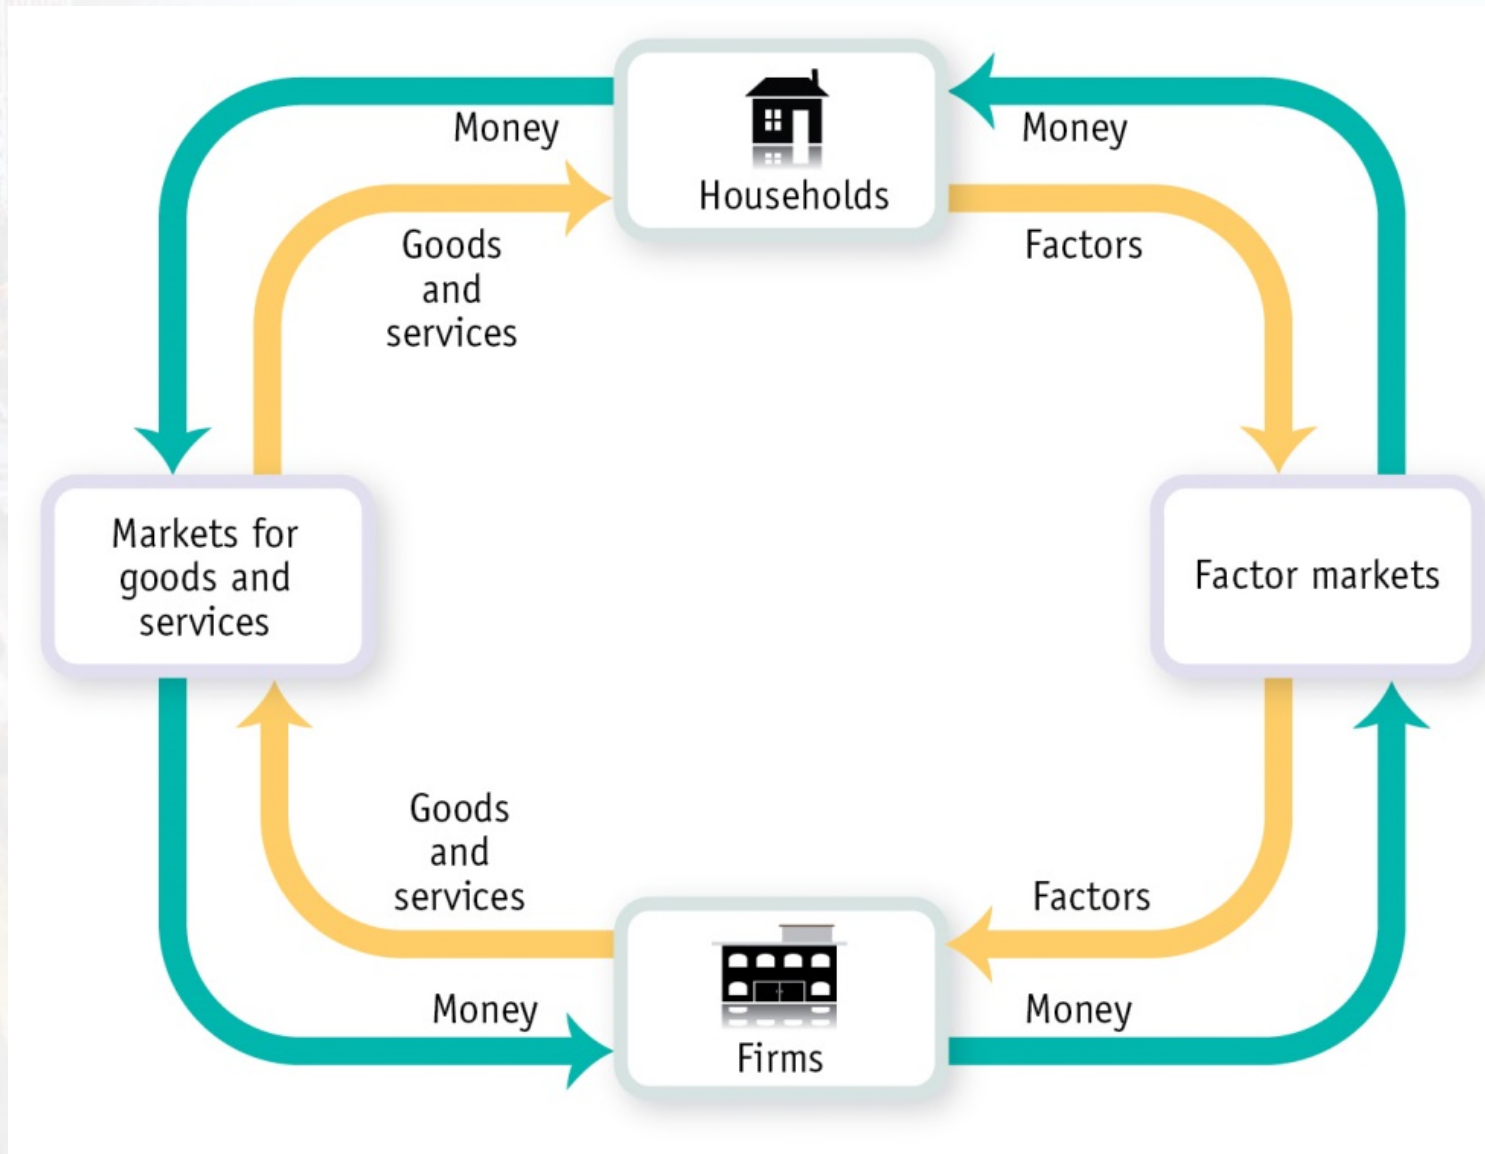 Money
Money
Households
Goods
and
services
Factors
Markets for
goods and
services
Factor markets
Goods
and
services
Factors
Money
Money
Firms